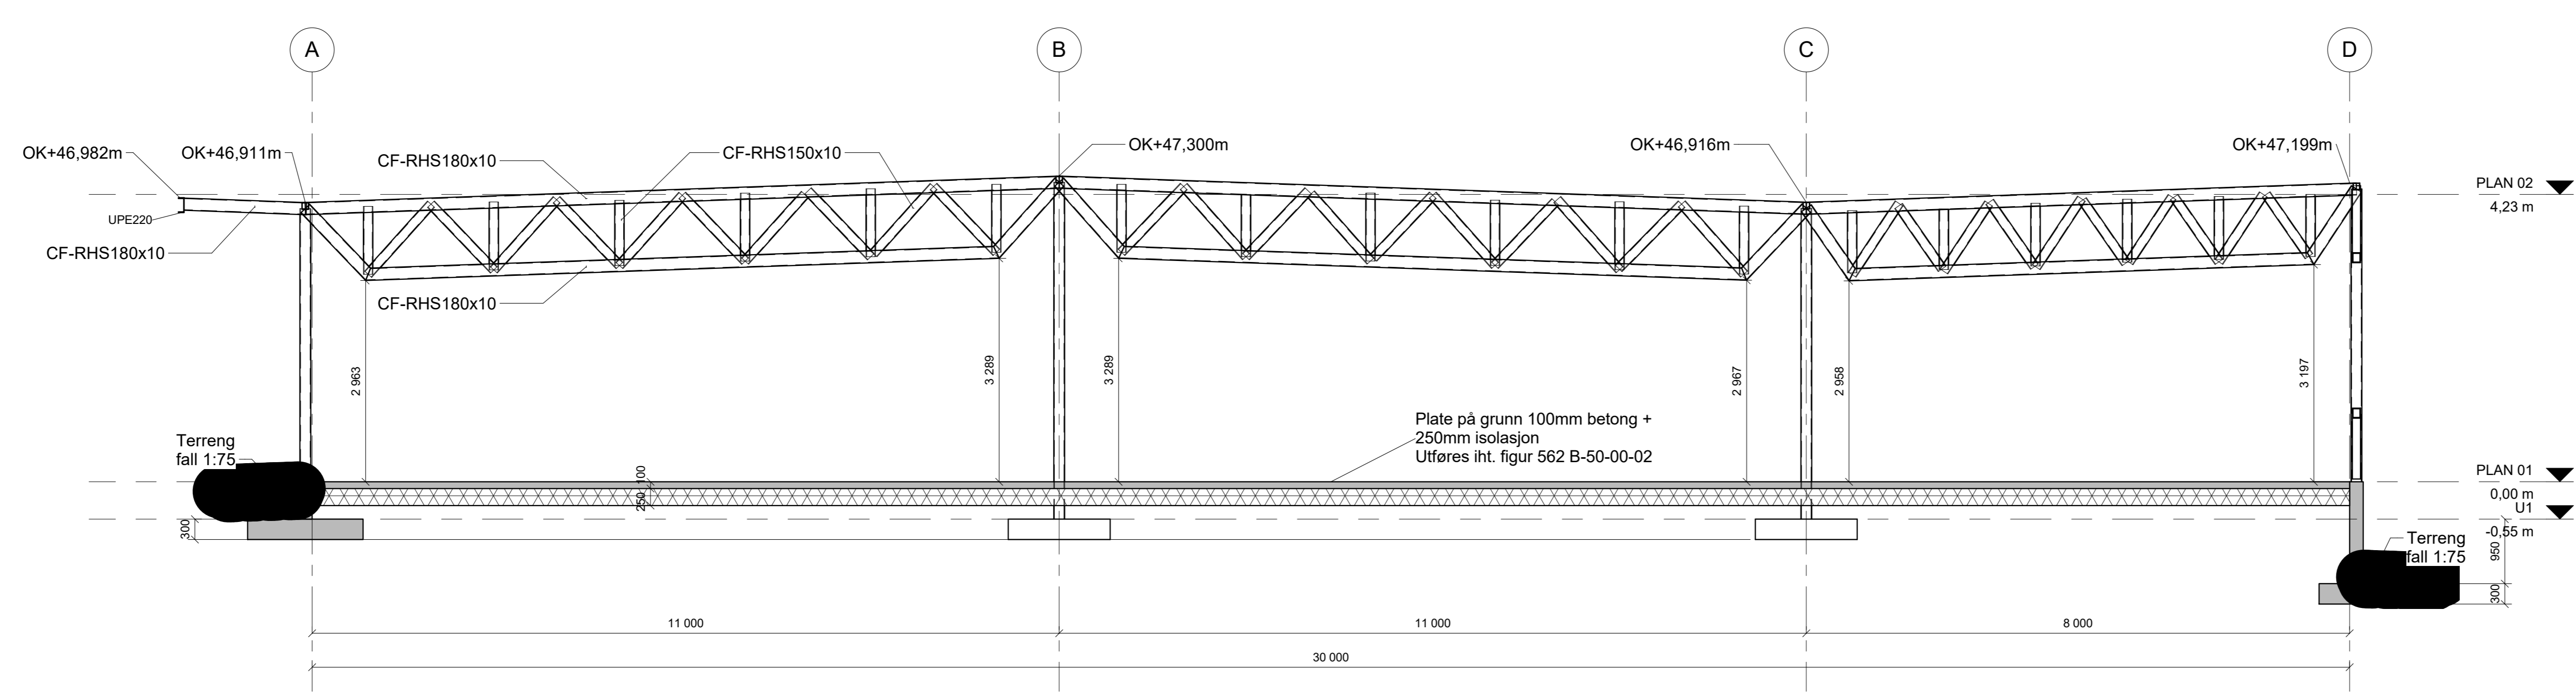 A
B
C
D
OK+46,982m
OK+46,911m
CF-RHS180x10
CF-RHS150x10
OK+47,300m
OK+46,916m
OK+47,199m
PLAN 02
4,23 m
UPE220
CF-RHS180x10
CF-RHS180x10
2 963
3 289
3 289
2 967
2 958
3 197
Plate på grunn 100mm betong +
250mm isolasjon
Utføres iht. figur 562 B-50-00-02
Terreng
fall 1:75
100
250
300
PLAN 01
0,00 m
U1
-0,55 m
950
300
Terreng
fall 1:75
11 000
11 000
8 000
30 000